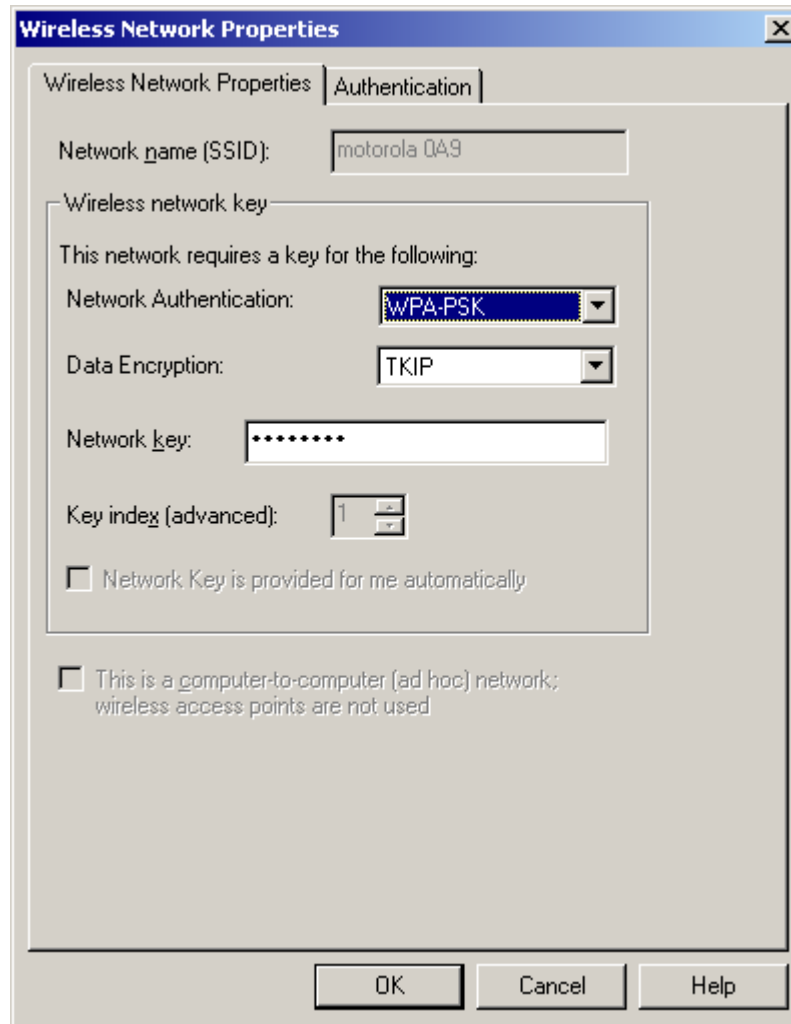 Wireless Network Properties
Wireless Network Properties
Authentication
Network name (SSID):
motorola 0A9
Wireless network key
This network requires a key for the following:
Network Authentication:
WPA-PSK
Data Encryption:
TKIP
Network key:
••••••••
Key index (advanced):
1
Network Key is provided for me automatically
This is a computer-to-computer (ad hoc) network;
wireless access points are not used
OK
Cancel
Help